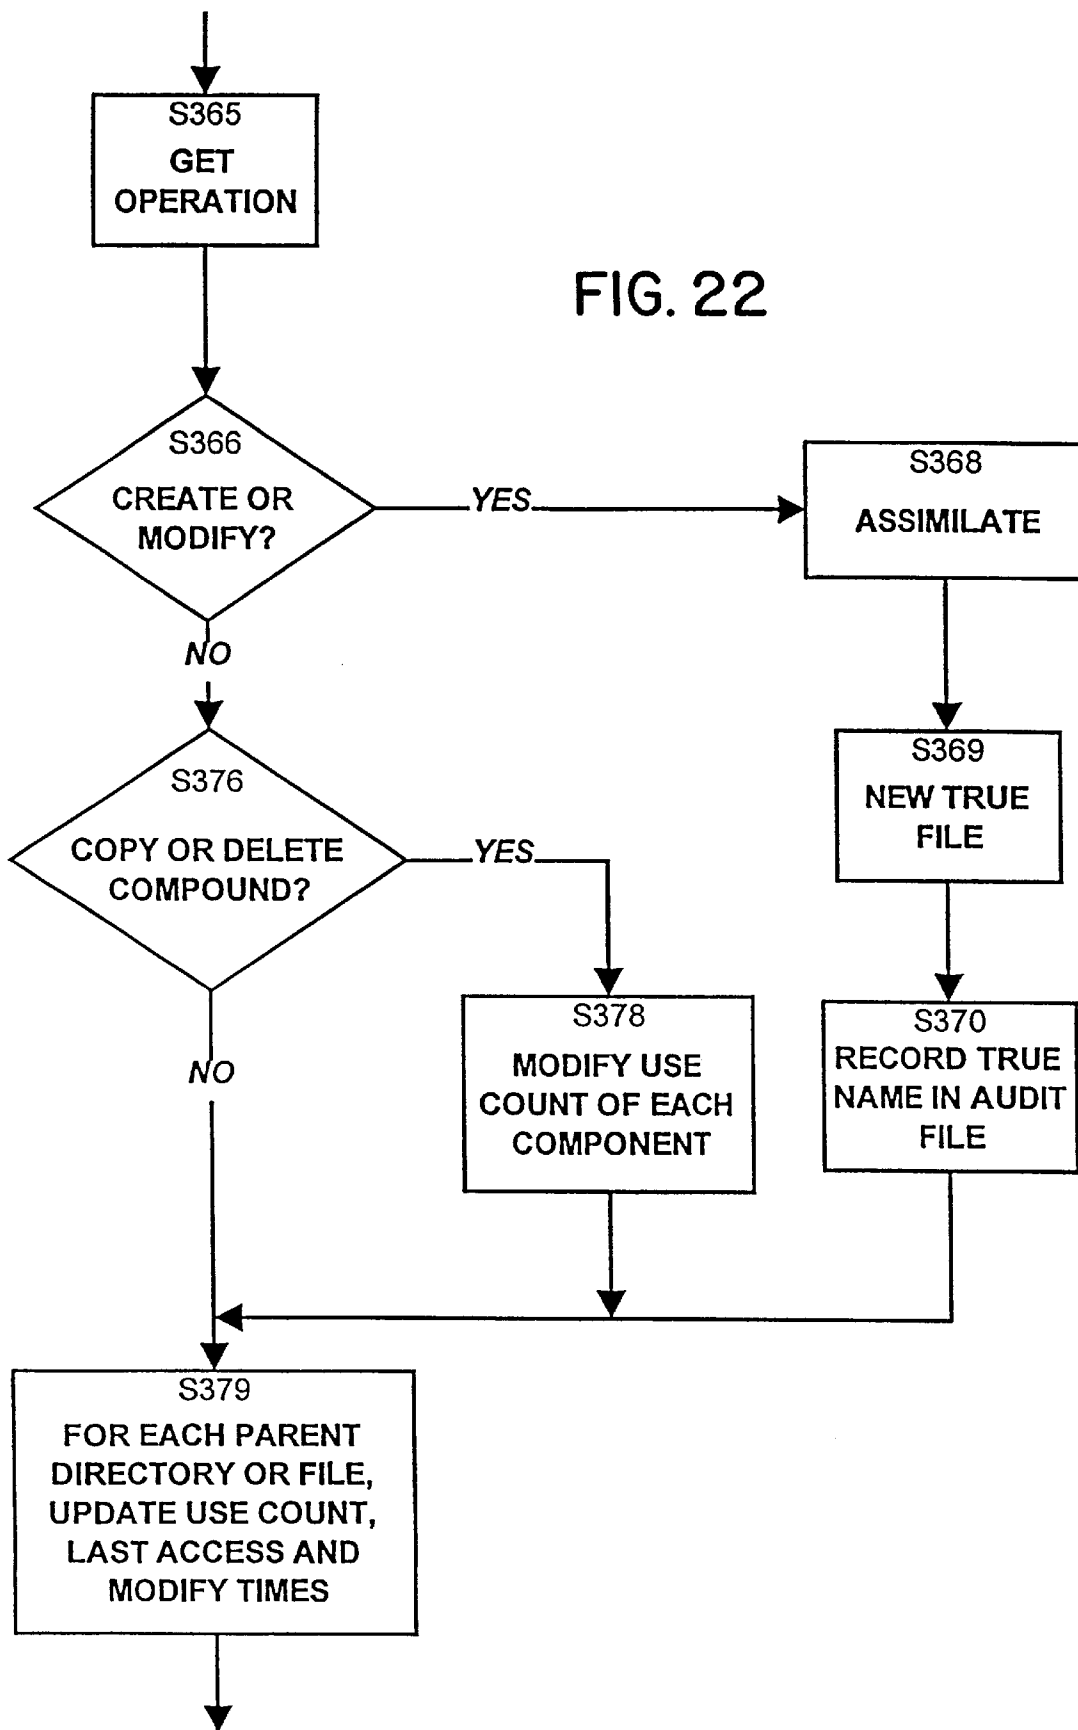 S365
GET
OPERATION
FIG. 22
S366
CREATE OR
MODIFY?
YES
S368
ASSIMILATE
NO
S369
NEW TRUE
FILE
S376
COPY OR DELETE
COMPOUND?
YES
S370
RECORD TRUE
NAME IN AUDIT
FILE
S378
MODIFY USE
COUNT OF EACH
COMPONENT
NO
S379
FOR EACH PARENT
DIRECTORY OR FILE,
UPDATE USE COUNT,
LAST ACCESS AND
MODIFY TIMES